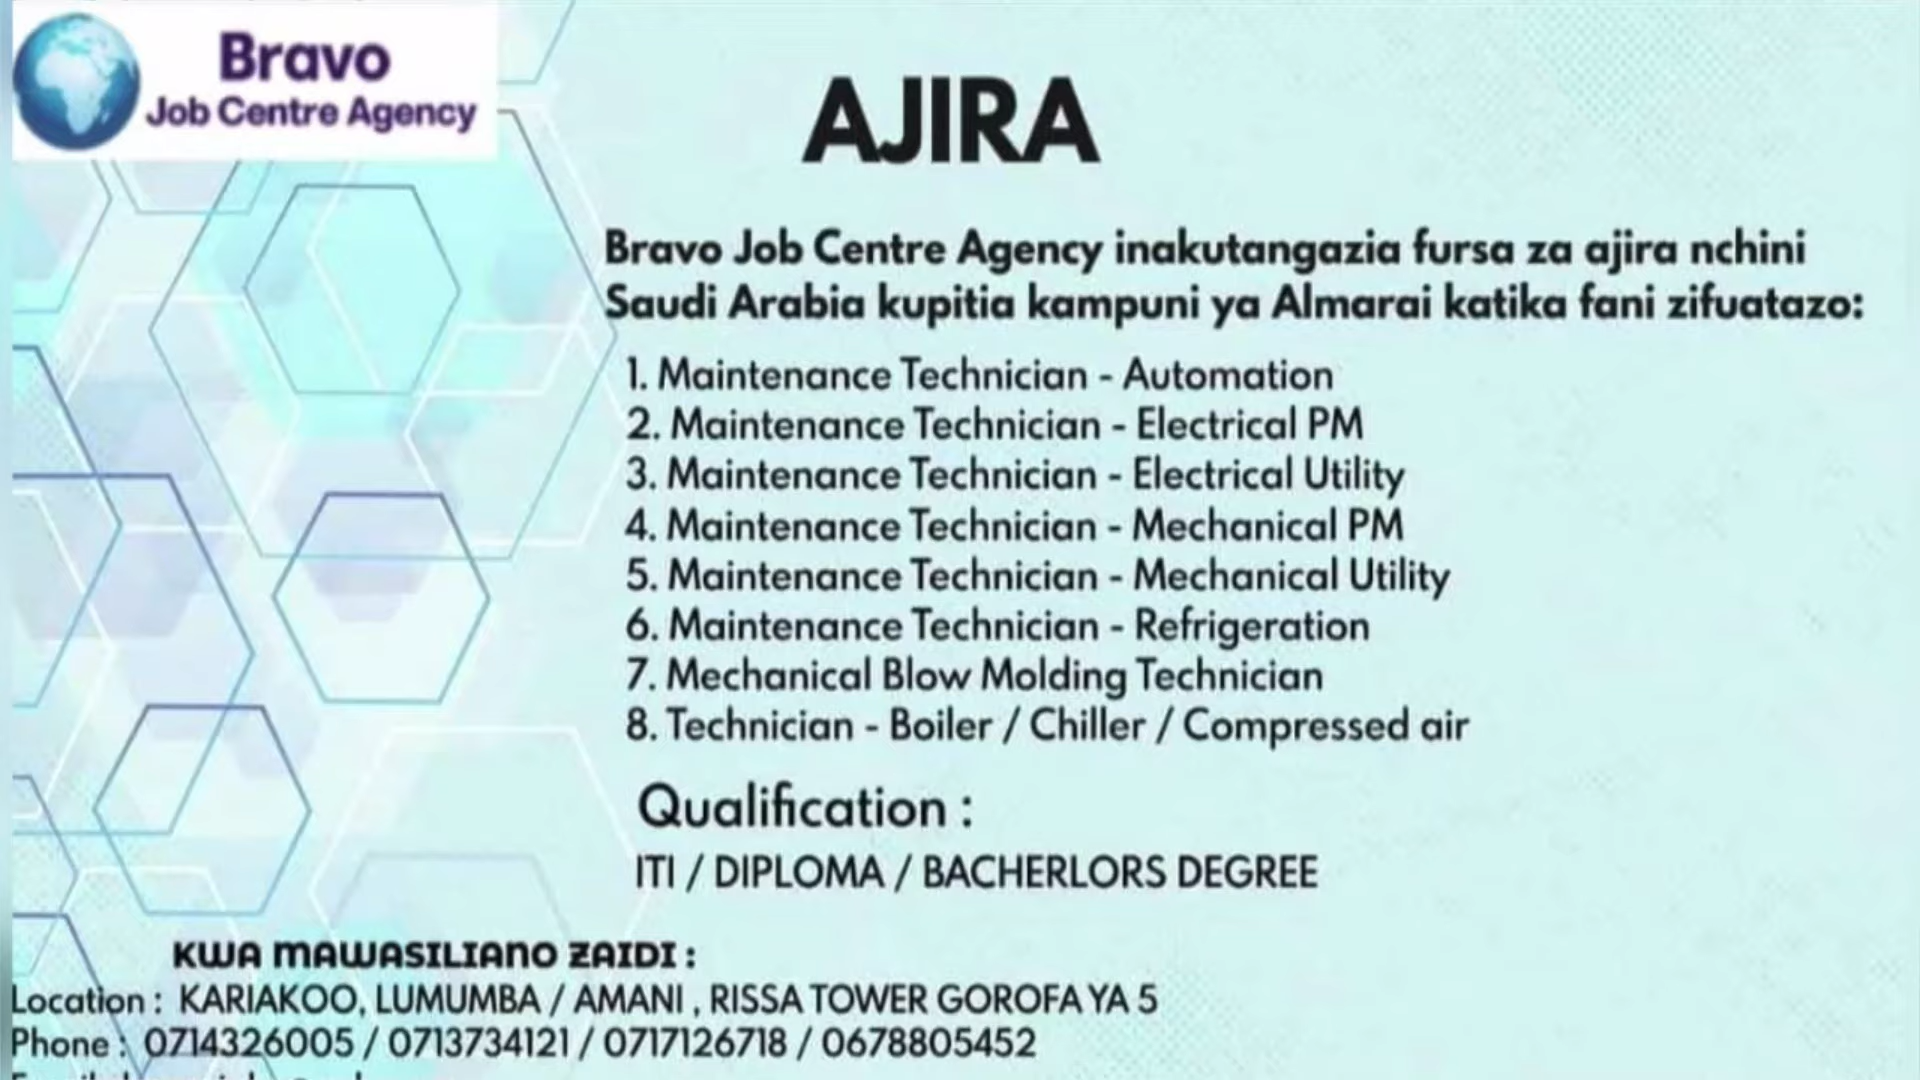 Bravo
Job Centre Agency
AJIRA
Bravo Job Centre Agency inakutangazia fursa za ajira nchini
Saudi Arabia kupitia kampuni ya Almarai katika fani zifuatazo:
1. Maintenance Technician - Automation
2. Maintenance Technician - Electrical PM
3. Maintenance Technician - Electrical Utility
4. Maintenance Technician - Mechanical PM
5. Maintenance Technician - Mechanical Utility
6. Maintenance Technician - Refrigeration
7. Mechanical Blow Molding Technician
8. Technician - Boiler / Chiller / Compressed air
Qualification :
ITI / DIPLOMA / BACHERLORS DEGREE
KWA MAWASILIANO ZAIDI :
Location : KARIAKOO, LUMUMBA / AMANI , RISSA TOWER GOROFA YA 5
Phone : 0714326005 / 0713734121 / 0717126718 / 0678805452